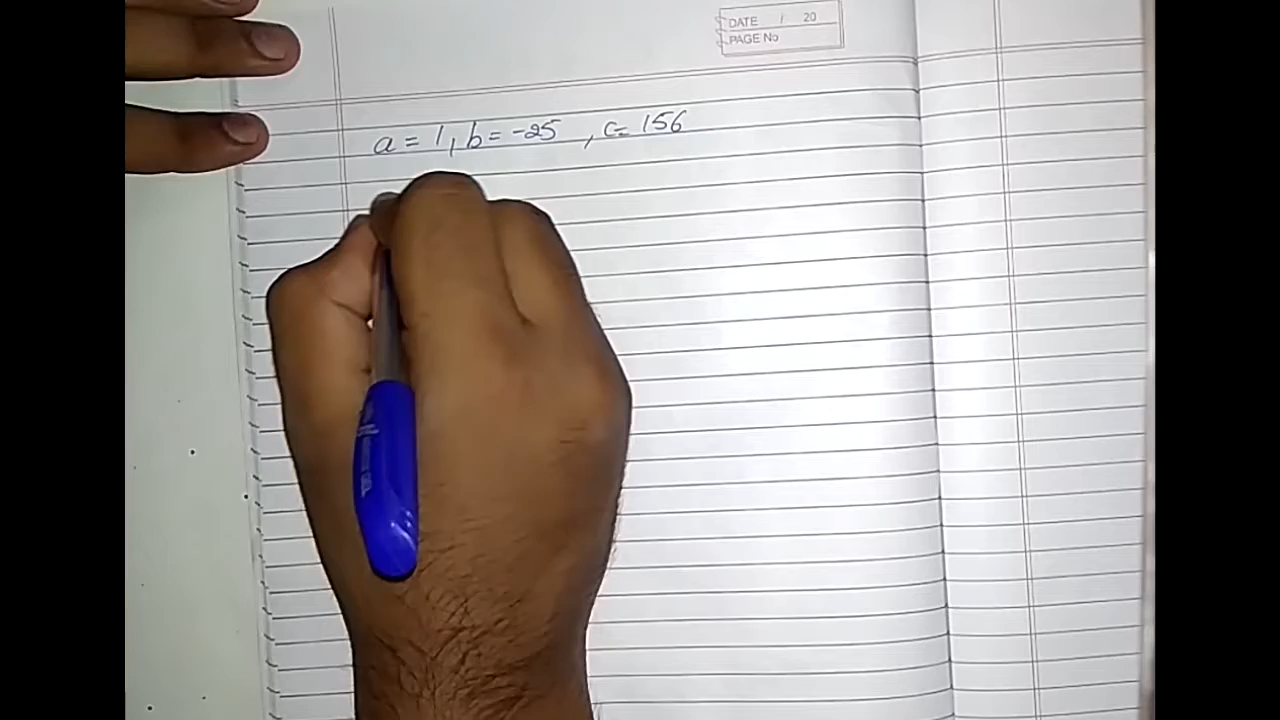 DATE / 20
PAGE No
a = 1, b = -25 , c = 156